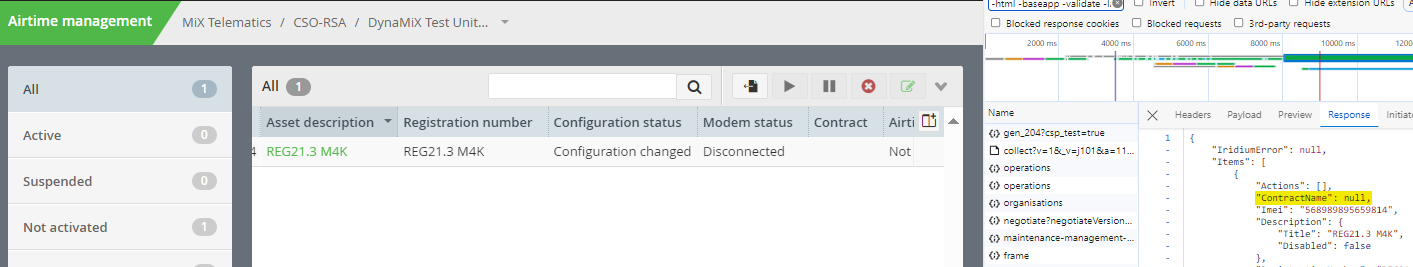 Airtime management
MiX Telematics / CSO-RSA / DynaMiX Test Unit...
All 1
Active 0
Suspended 0
Not activated 1
All 1
Asset description Registration number Configuration status Modem status Contract Airti
4 REG21.3 M4K REG21.3 M4K Configuration changed Disconnected Not
-html -baseapp -validate -l Invert Hide data URLs Hide extension URLs
Blocked response cookies Blocked requests 3rd-party requests
2000 ms 4000 ms 6000 ms 8000 ms 10000 ms 1200
Name
gen_204?csp_test=true
collect?v=1&_v=j101&a=11...
operations
operations
organisations
negotiate?negotiateVersion...
maintenance-management-...
frame
Headers Payload Preview Response Initiato
1 {
- "IridiumError": null,
- "Items": [
- {
- "Actions": [],
- "ContractName": null,
- "Imei": "568989895659814",
- "Description": {
- "Title": "REG21.3 M4K",
- "Disabled": false
- },